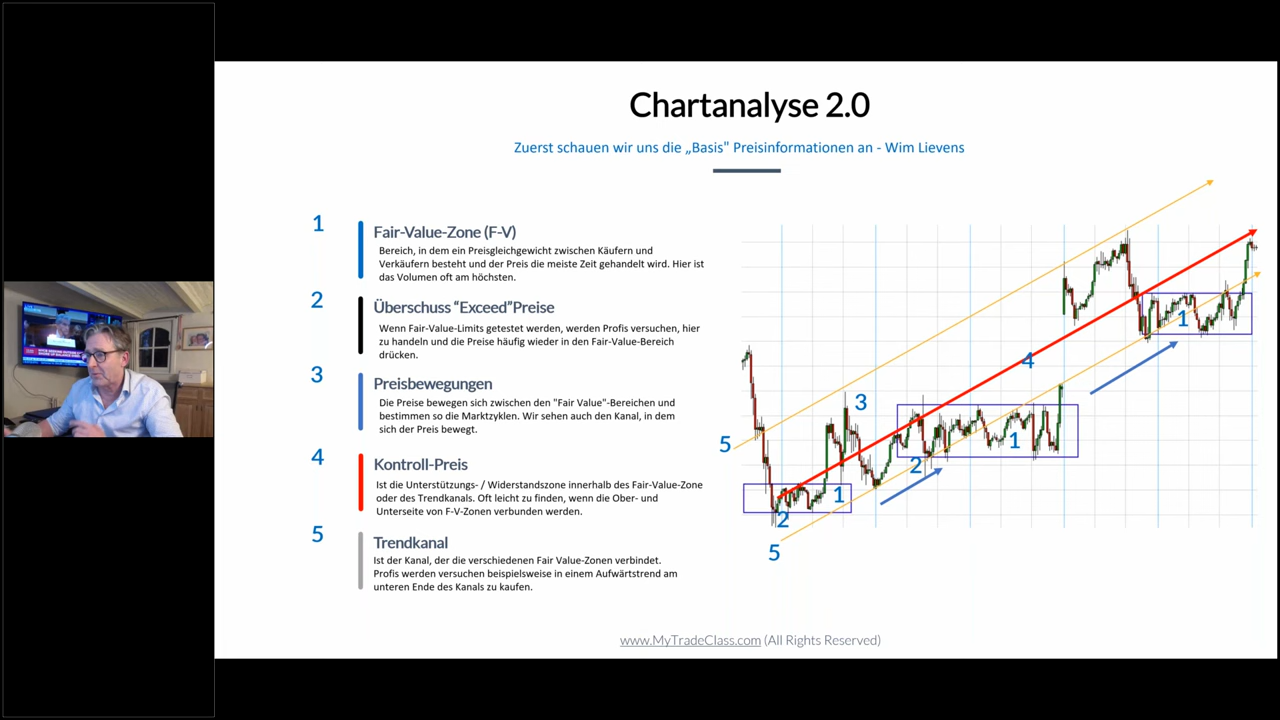 Chartanalyse 2.0
Zuerst schauen wir uns die „Basis" Preisinformationen an - Wim Lievens
1
Fair-Value-Zone (F-V)
Bereich, in dem ein Preisgleichgewicht zwischen Käufern und
Verkäufern besteht und der Preis die meiste Zeit gehandelt wird. Hier ist
das Volumen oft am höchsten.
2
Überschuss “Exceed”Preise
Wenn Fair-Value-Limits getestet werden, werden Profis versuchen, hier
zu handeln und die Preise häufig wieder in den Fair-Value-Bereich
drücken.
3
Preisbewegungen
Die Preise bewegen sich zwischen den "Fair Value"-Bereichen und
bestimmen so die Marktzyklen. Wir sehen auch den Kanal, in dem
sich der Preis bewegt.
4
Kontroll-Preis
Ist die Unterstützungs- / Widerstandszone innerhalb des Fair-Value-Zone
oder des Trendkanals. Oft leicht zu finden, wenn die Ober- und
Unterseite von F-V-Zonen verbunden werden.
5
Trendkanal
Ist der Kanal, der die verschiedenen Fair Value-Zonen verbindet.
Profis werden versuchen beispielsweise in einem Aufwärtstrend am
unteren Ende des Kanals zu kaufen.
1
4
3
5
1
2
1
2
5
www.MyTradeClass.com (All Rights Reserved)